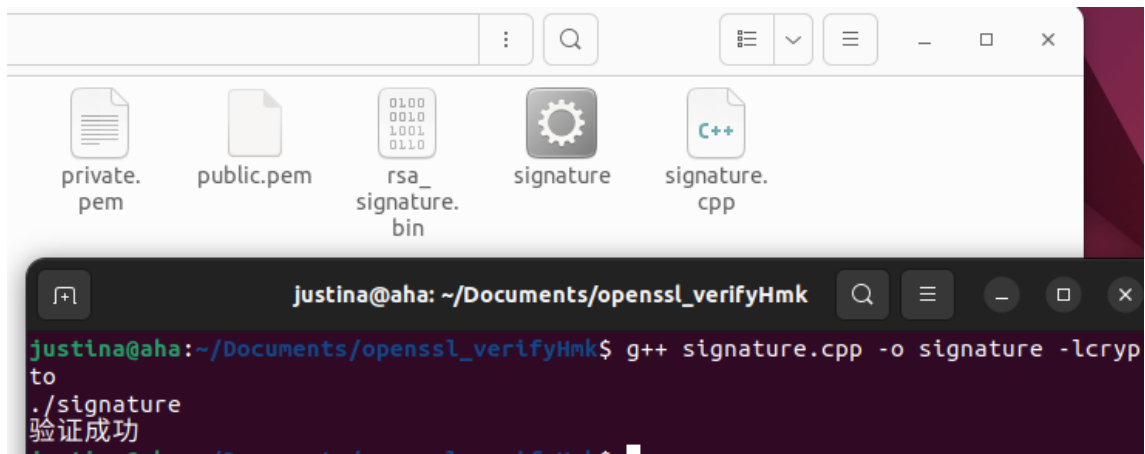 private.
pem
public.pem
0100
0010
1001
0110
rsa_
signature.
bin
signature
C++
signature.
cpp
justina@aha: ~/Documents/openssl_verifyHmk
justina@aha:~/Documents/openssl_verifyHmk$ g++ signature.cpp -o signature -lcryp
to
./signature
验证成功